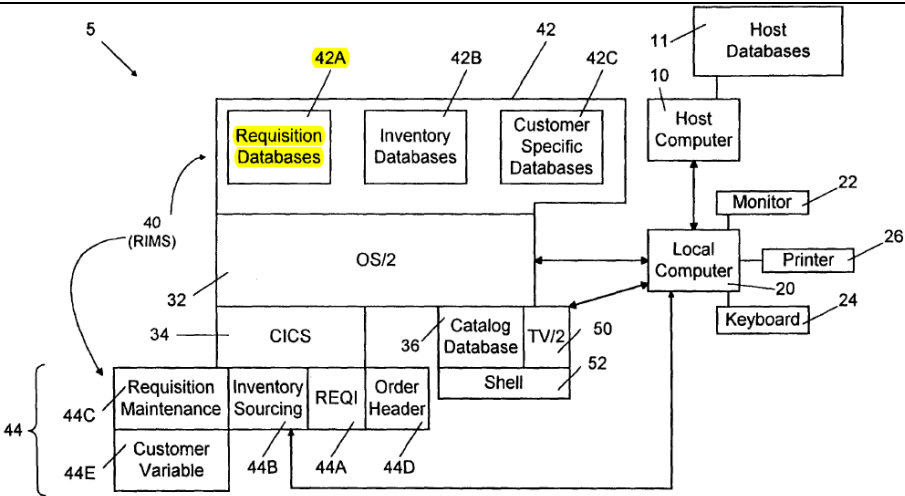 5
42A
42B
42
42C
11
Host
Databases
10
Host
Computer
Requisition
Databases
Inventory
Databases
Customer
Specific
Databases
22
Monitor
40
(RIMS)
OS/2
Local
Computer
26
Printer
20
24
Keyboard
32
34
CICS
36
Catalog
Database
TV/2
50
52
Shell
44
44C
Requisition
Maintenance
Inventory
Sourcing
REQI
Order
Header
44E
Customer
Variable
44B
44A
44D